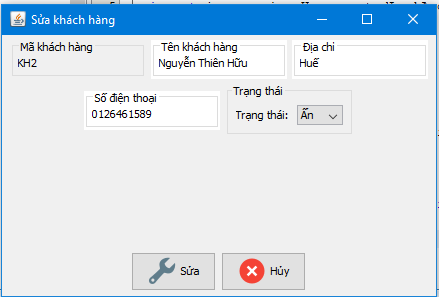 Sửa khách hàng
Mã khách hàng
KH2
Tên khách hàng
Nguyễn Thiên Hữu
Địa chỉ
Huế
Số điện thoại
0126461589
Trạng thái
Trạng thái: Ẩn
Sửa
Hủy